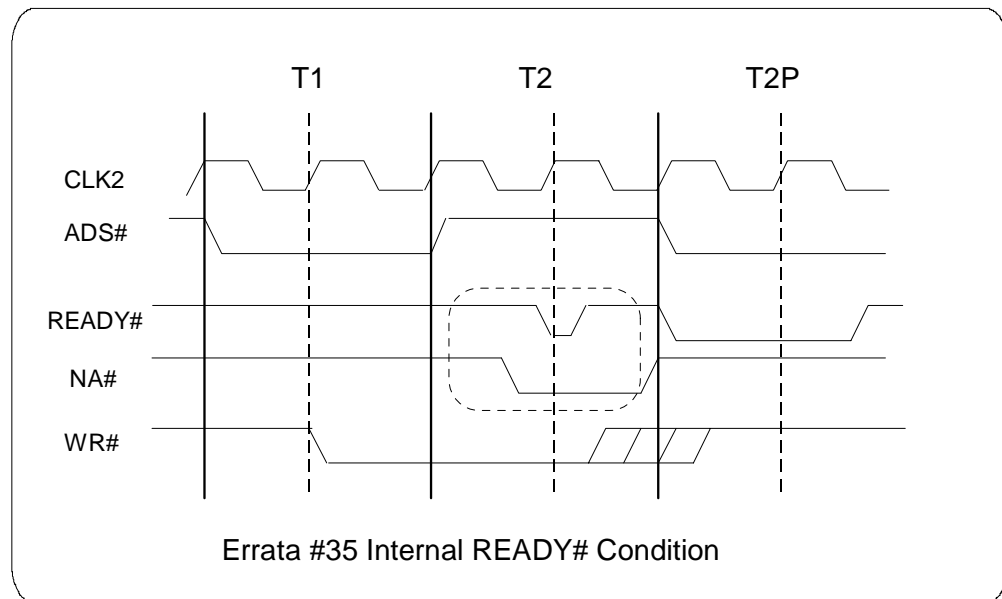 T1 T2 T2P
CLK2
ADS#
READY#
NA#
WR#
Errata #35 Internal READY# Condition